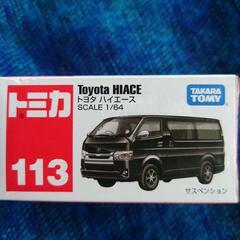 トミカ
113
Toyota HIACE
トヨタ ハイエース
SCALE 1/64
TAKARA
TOMY
サスペンション